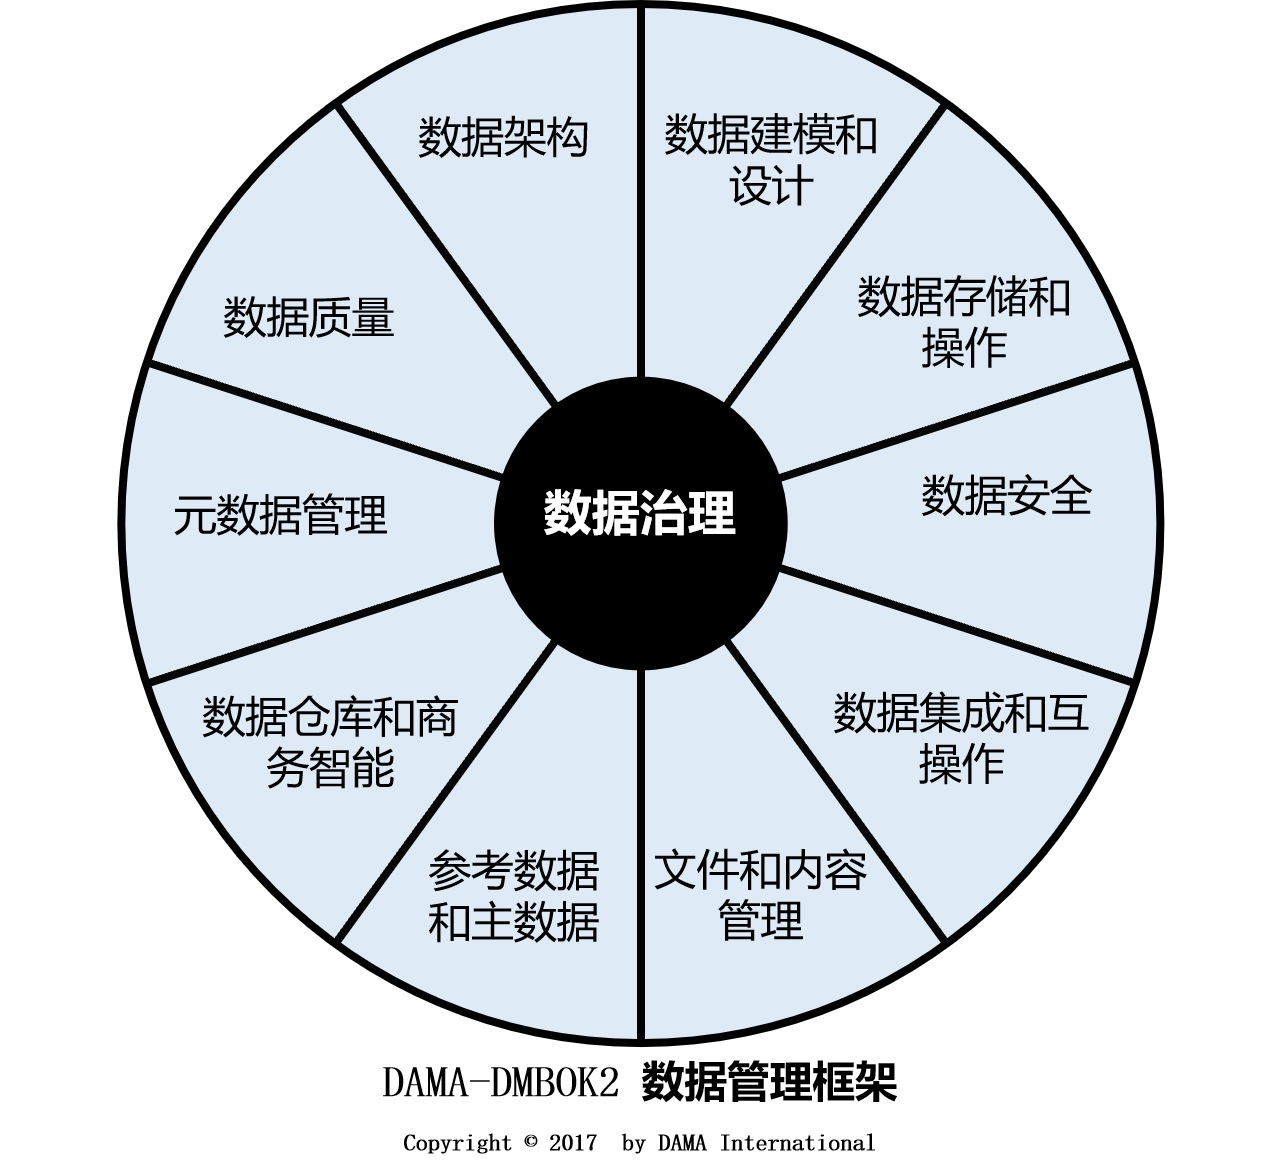 数据架构
数据建模和
设计
数据存储和
操作
数据质量
数据安全
元数据管理
数据治理
数据集成和互
操作
数据仓库和商
务智能
参考数据
和主数据
文件和内容
管理
DAMA-DMBOK2 数据管理框架
Copyright © 2017 by DAMA International